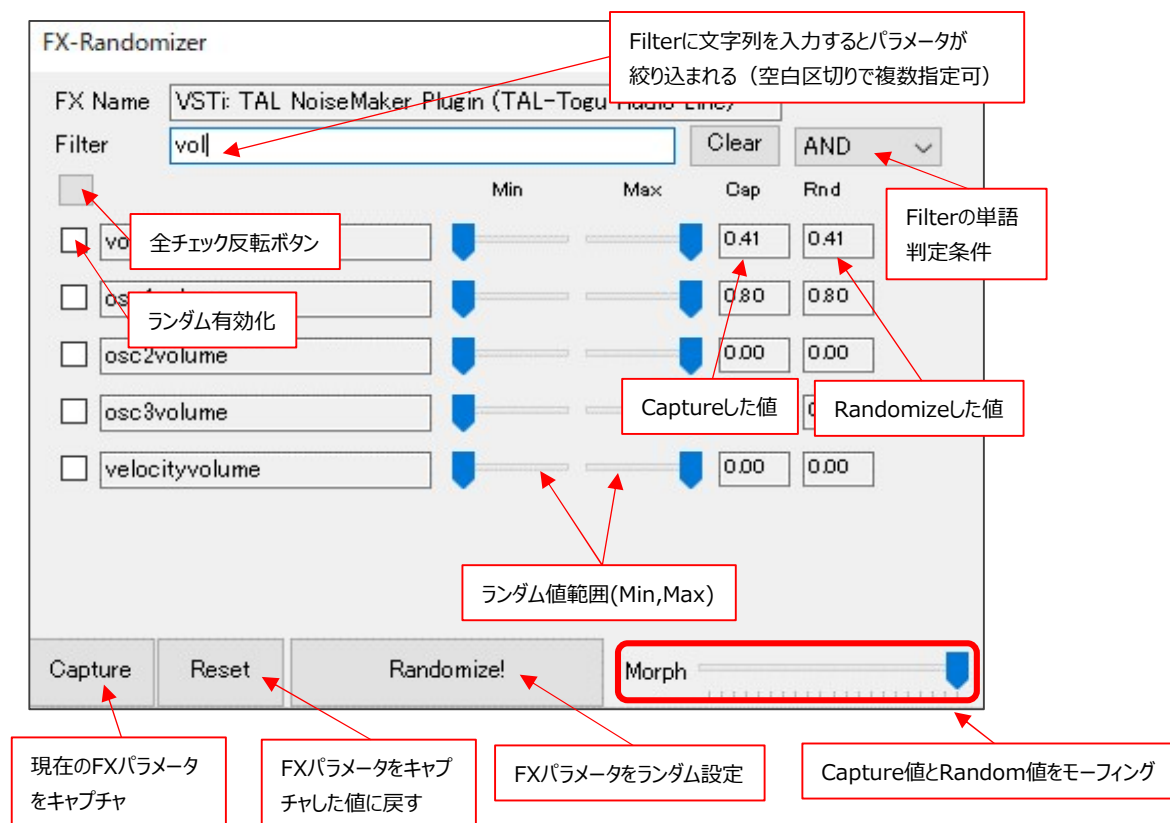 FX-Randomizer
Filterに文字列を入力するとパラメータが
絞り込まれる（空白区切りで複数指定可）
FX Name VSTi: TAL NoiseMaker Plugin (TAL-Togu Audio Line)
Filter vol Clear AND
Min Max Cap Rnd
全チェック反転ボタン
Filterの単語
判定条件
vo 0.41 0.41
ランダム有効化
0.80 0.80
osc2volume 0.00 0.00
Captureした値 Randomizeした値
osc3volume
velocityvolume 0.00 0.00
ランダム値範囲(Min,Max)
Capture Reset Randomize! Morph
現在のFXパラメータ
をキャプチャ
FXパラメータをキャプ
チャした値に戻す
FXパラメータをランダム設定
Capture値とRandom値をモーフィング